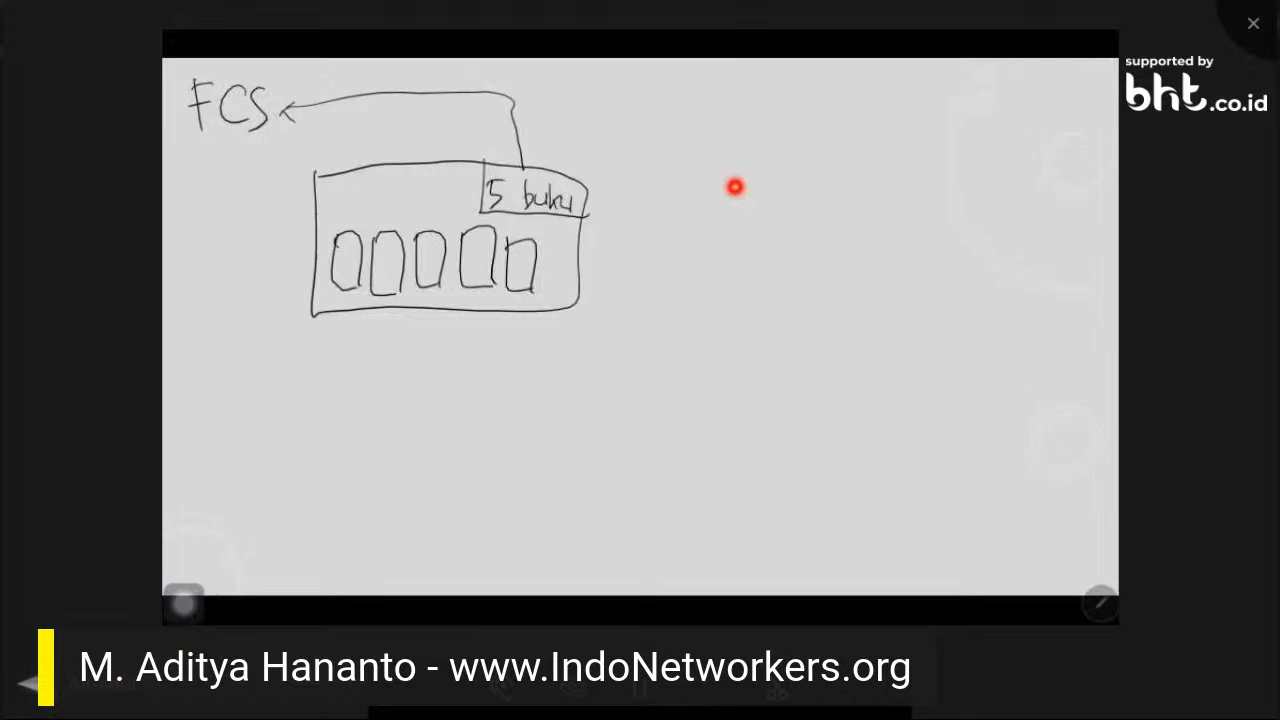 supported by
bht.co.id
FCS
5 buku
M. Aditya Hananto - www.IndoNetworkers.org